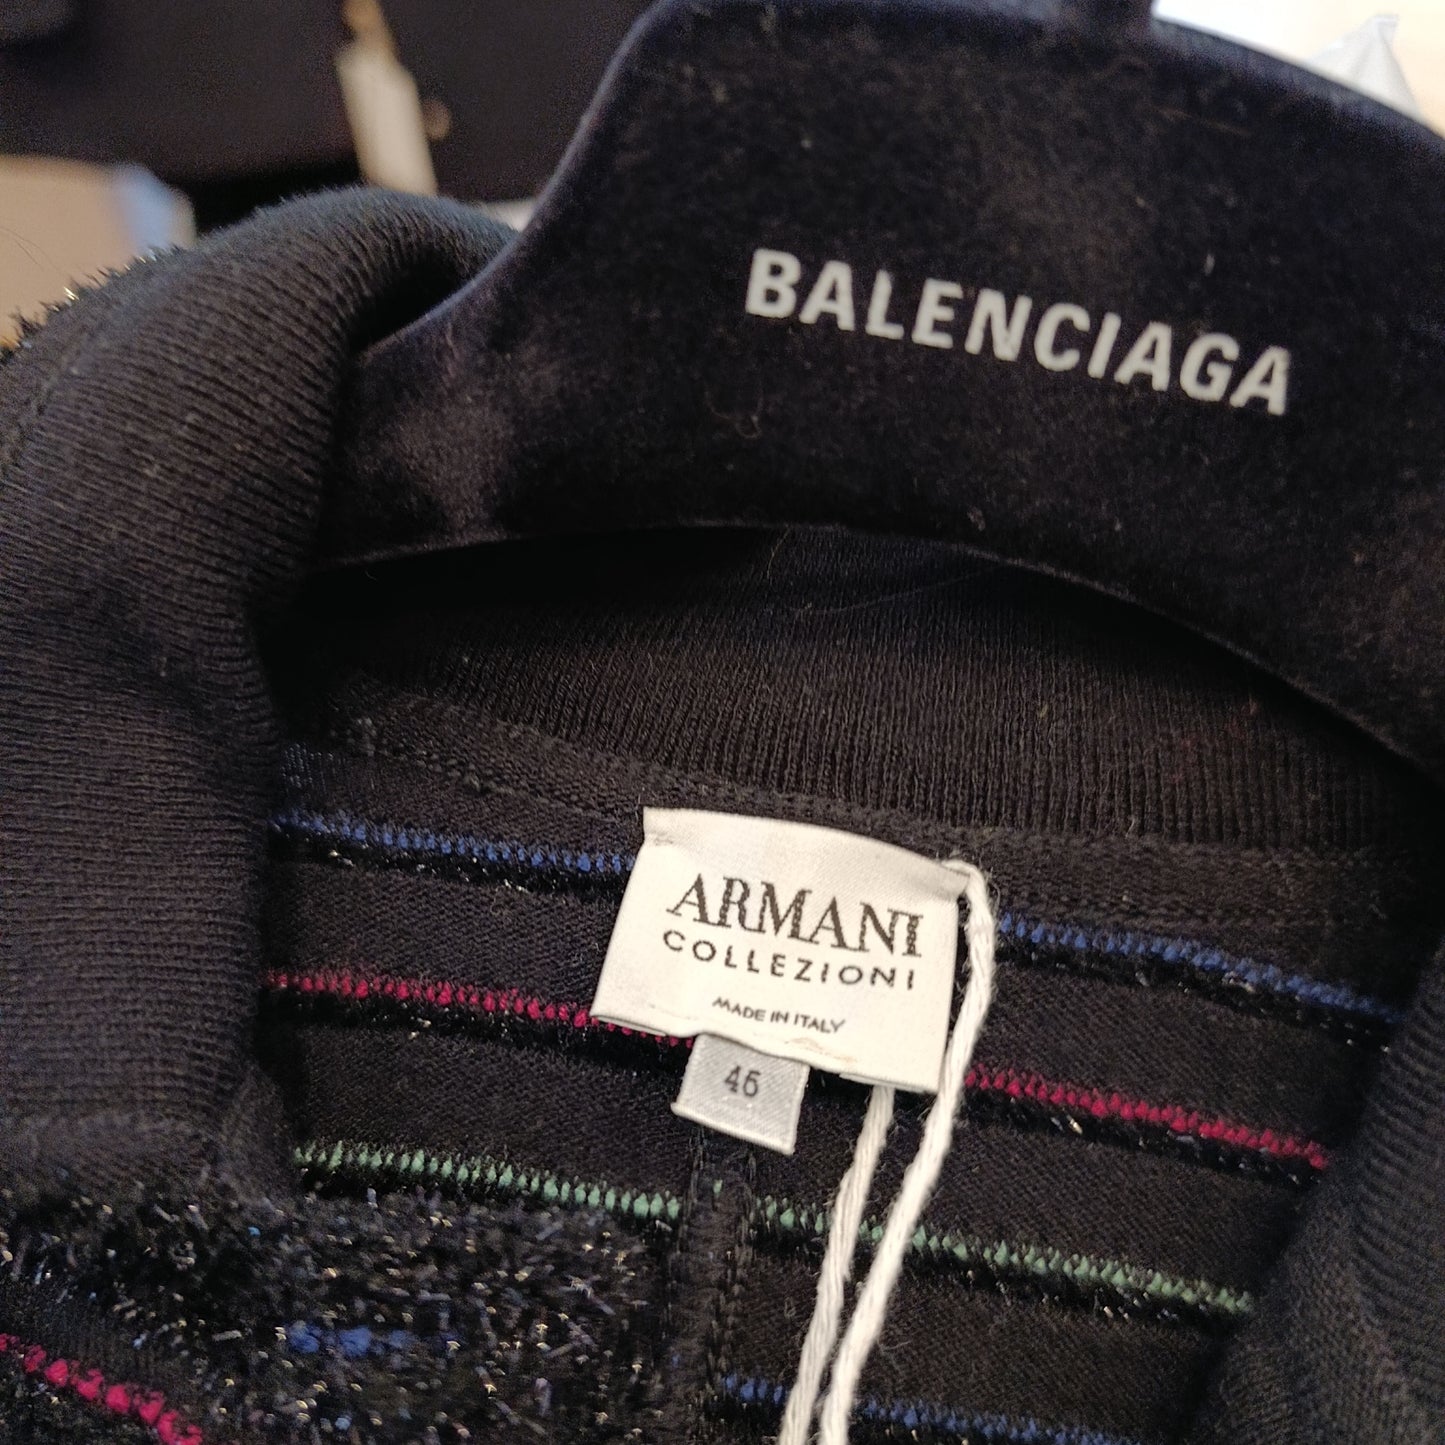 BALENCIAGA
ARMANI
COLLEZIONI
MADE IN ITALY
46